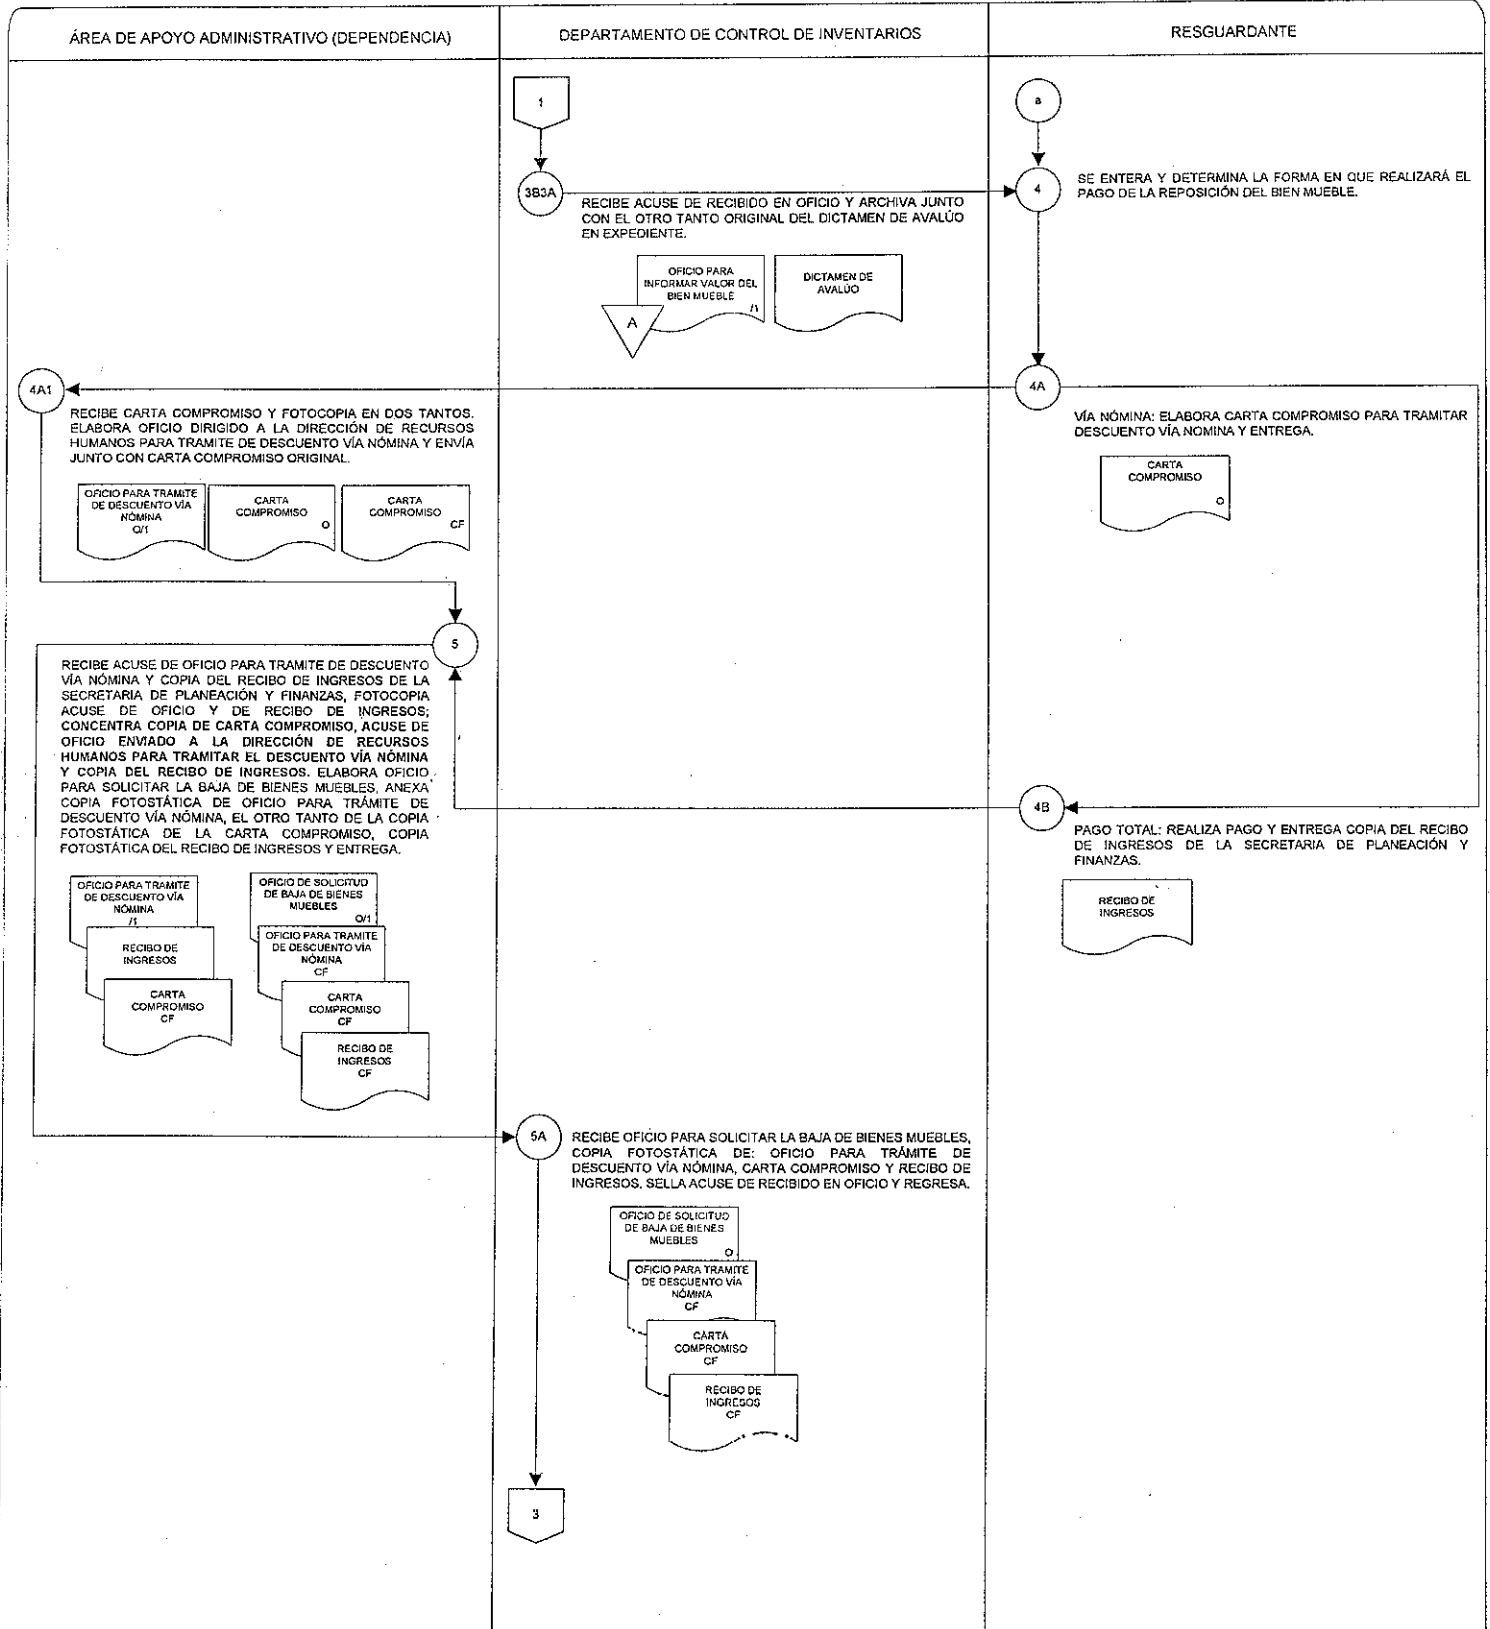 ÁREA DE APOYO ADMINISTRATIVO (DEPENDENCIA)
DEPARTAMENTO DE CONTROL DE INVENTARIOS
RESGUARDANTE
1
a
3B3A
RECIBE ACUSE DE RECIBIDO EN OFICIO Y ARCHIVA JUNTO
CON EL OTRO TANTO ORIGINAL DEL DICTAMEN DE AVALÚO
EN EXPEDIENTE.
4
SE ENTERA Y DETERMINA LA FORMA EN QUE REALIZARÁ EL
PAGO DE LA REPOSICIÓN DEL BIEN MUEBLE.
OFICIO PARA
INFORMAR VALOR DEL
BIEN MUEBLE
/1
A
DICTAMEN DE
AVALÚO
4A1
RECIBE CARTA COMPROMISO Y FOTOCOPIA EN DOS TANTOS.
ELABORA OFICIO DIRIGIDO A LA DIRECCIÓN DE RECURSOS
HUMANOS PARA TRAMITE DE DESCUENTO VÍA NÓMINA Y ENVÍA
JUNTO CON CARTA COMPROMISO ORIGINAL.
4A
VÍA NÓMINA: ELABORA CARTA COMPROMISO PARA TRAMITAR
DESCUENTO VÍA NOMINA Y ENTREGA.
CARTA
COMPROMISO
O
OFICIO PARA TRAMITE
DE DESCUENTO VÍA
NÓMINA
O/1
CARTA
COMPROMISO
O
CARTA
COMPROMISO
CF
5
RECIBE ACUSE DE OFICIO PARA TRAMITE DE DESCUENTO
VÍA NÓMINA Y COPIA DEL RECIBO DE INGRESOS DE LA
SECRETARIA DE PLANEACIÓN Y FINANZAS, FOTOCOPIA
ACUSE DE OFICIO Y DE RECIBO DE INGRESOS;
CONCENTRA COPIA DE CARTA COMPROMISO, ACUSE DE
OFICIO ENVIADO A LA DIRECCIÓN DE RECURSOS
HUMANOS PARA TRAMITAR EL DESCUENTO VÍA NÓMINA
Y COPIA DEL RECIBO DE INGRESOS. ELABORA OFICIO
PARA SOLICITAR LA BAJA DE BIENES MUEBLES, ANEXA
COPIA FOTOSTÁTICA DE OFICIO PARA TRÁMITE DE
DESCUENTO VÍA NÓMINA, EL OTRO TANTO DE LA COPIA
FOTOSTÁTICA DE LA CARTA COMPROMISO, COPIA
FOTOSTÁTICA DEL RECIBO DE INGRESOS Y ENTREGA.
4B
PAGO TOTAL: REALIZA PAGO Y ENTREGA COPIA DEL RECIBO
DE INGRESOS DE LA SECRETARIA DE PLANEACIÓN Y
FINANZAS.
RECIBO DE
INGRESOS
OFICIO PARA TRAMITE
DE DESCUENTO VÍA
NÓMINA
/1
RECIBO DE
INGRESOS
CARTA
COMPROMISO
CF
OFICIO DE SOLICITUD
DE BAJA DE BIENES
MUEBLES
O/1
OFICIO PARA TRAMITE
DE DESCUENTO VÍA
NÓMINA
CF
CARTA
COMPROMISO
CF
RECIBO DE
INGRESOS
CF
5A
RECIBE OFICIO PARA SOLICITAR LA BAJA DE BIENES MUEBLES,
COPIA FOTOSTÁTICA DE: OFICIO PARA TRÁMITE DE
DESCUENTO VÍA NÓMINA, CARTA COMPROMISO Y RECIBO DE
INGRESOS. SELLA ACUSE DE RECIBIDO EN OFICIO Y REGRESA.
OFICIO DE SOLICITUD
DE BAJA DE BIENES
MUEBLES
O
OFICIO PARA TRAMITE
DE DESCUENTO VÍA
NÓMINA
CF
CARTA
COMPROMISO
CF
RECIBO DE
INGRESOS
CF
3